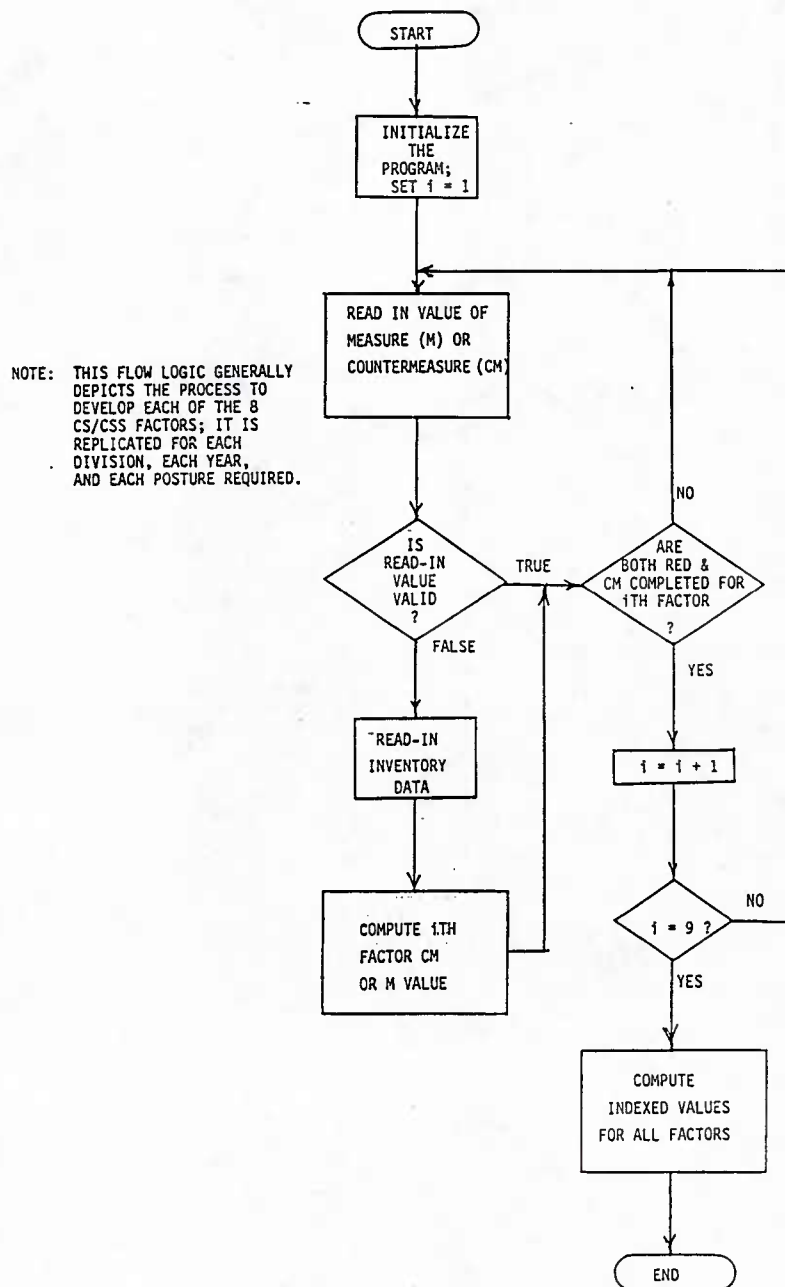 START
INITIALIZE
THE
PROGRAM;
SET i = 1
READ IN VALUE OF
MEASURE (M) OR
COUNTERMEASURE (CM)
NOTE: THIS FLOW LOGIC GENERALLY
DEPICTS THE PROCESS TO
DEVELOP EACH OF THE 8
CS/CSS FACTORS; IT IS
REPLICATED FOR EACH
DIVISION, EACH YEAR,
AND EACH POSTURE REQUIRED.
NO
IS
READ-IN
VALUE
VALID
?
TRUE
ARE
BOTH RED &
CM COMPLETED FOR
iTH FACTOR
?
FALSE
YES
READ-IN
INVENTORY
DATA
i = i + 1
COMPUTE iTH
FACTOR CM
OR M VALUE
i = 9 ?
NO
YES
COMPUTE
INDEXED VALUES
FOR ALL FACTORS
END